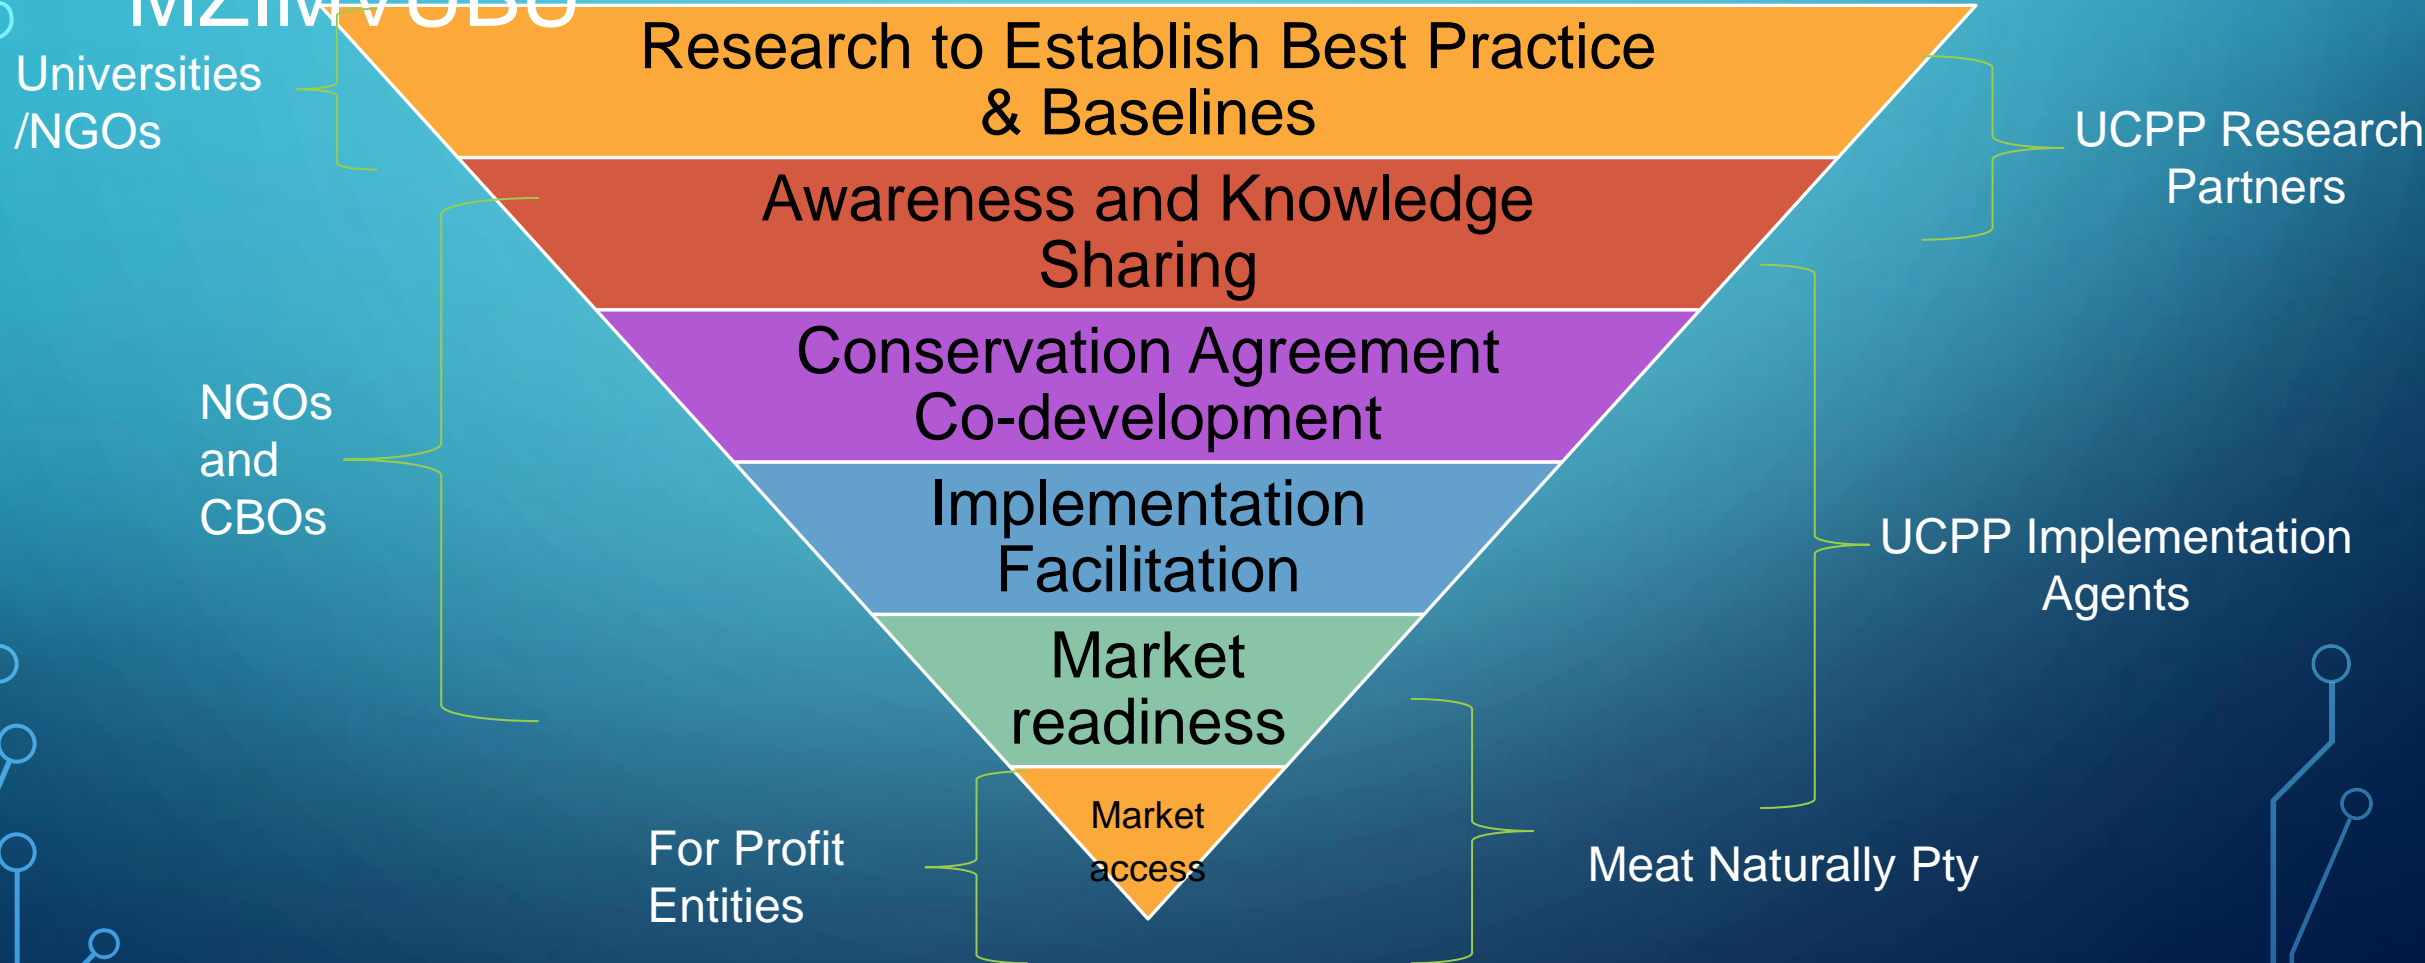 MZIMVUBU
Universities
/NGOs
Research to Establish Best Practice
& Baselines
UCPP Research
Partners
Awareness and Knowledge
Sharing
Conservation Agreement
Co-development
NGOs
and
CBOs
Implementation
Facilitation
UCPP Implementation
Agents
Market
readiness
Market
access
For Profit
Entities
Meat Naturally Pty